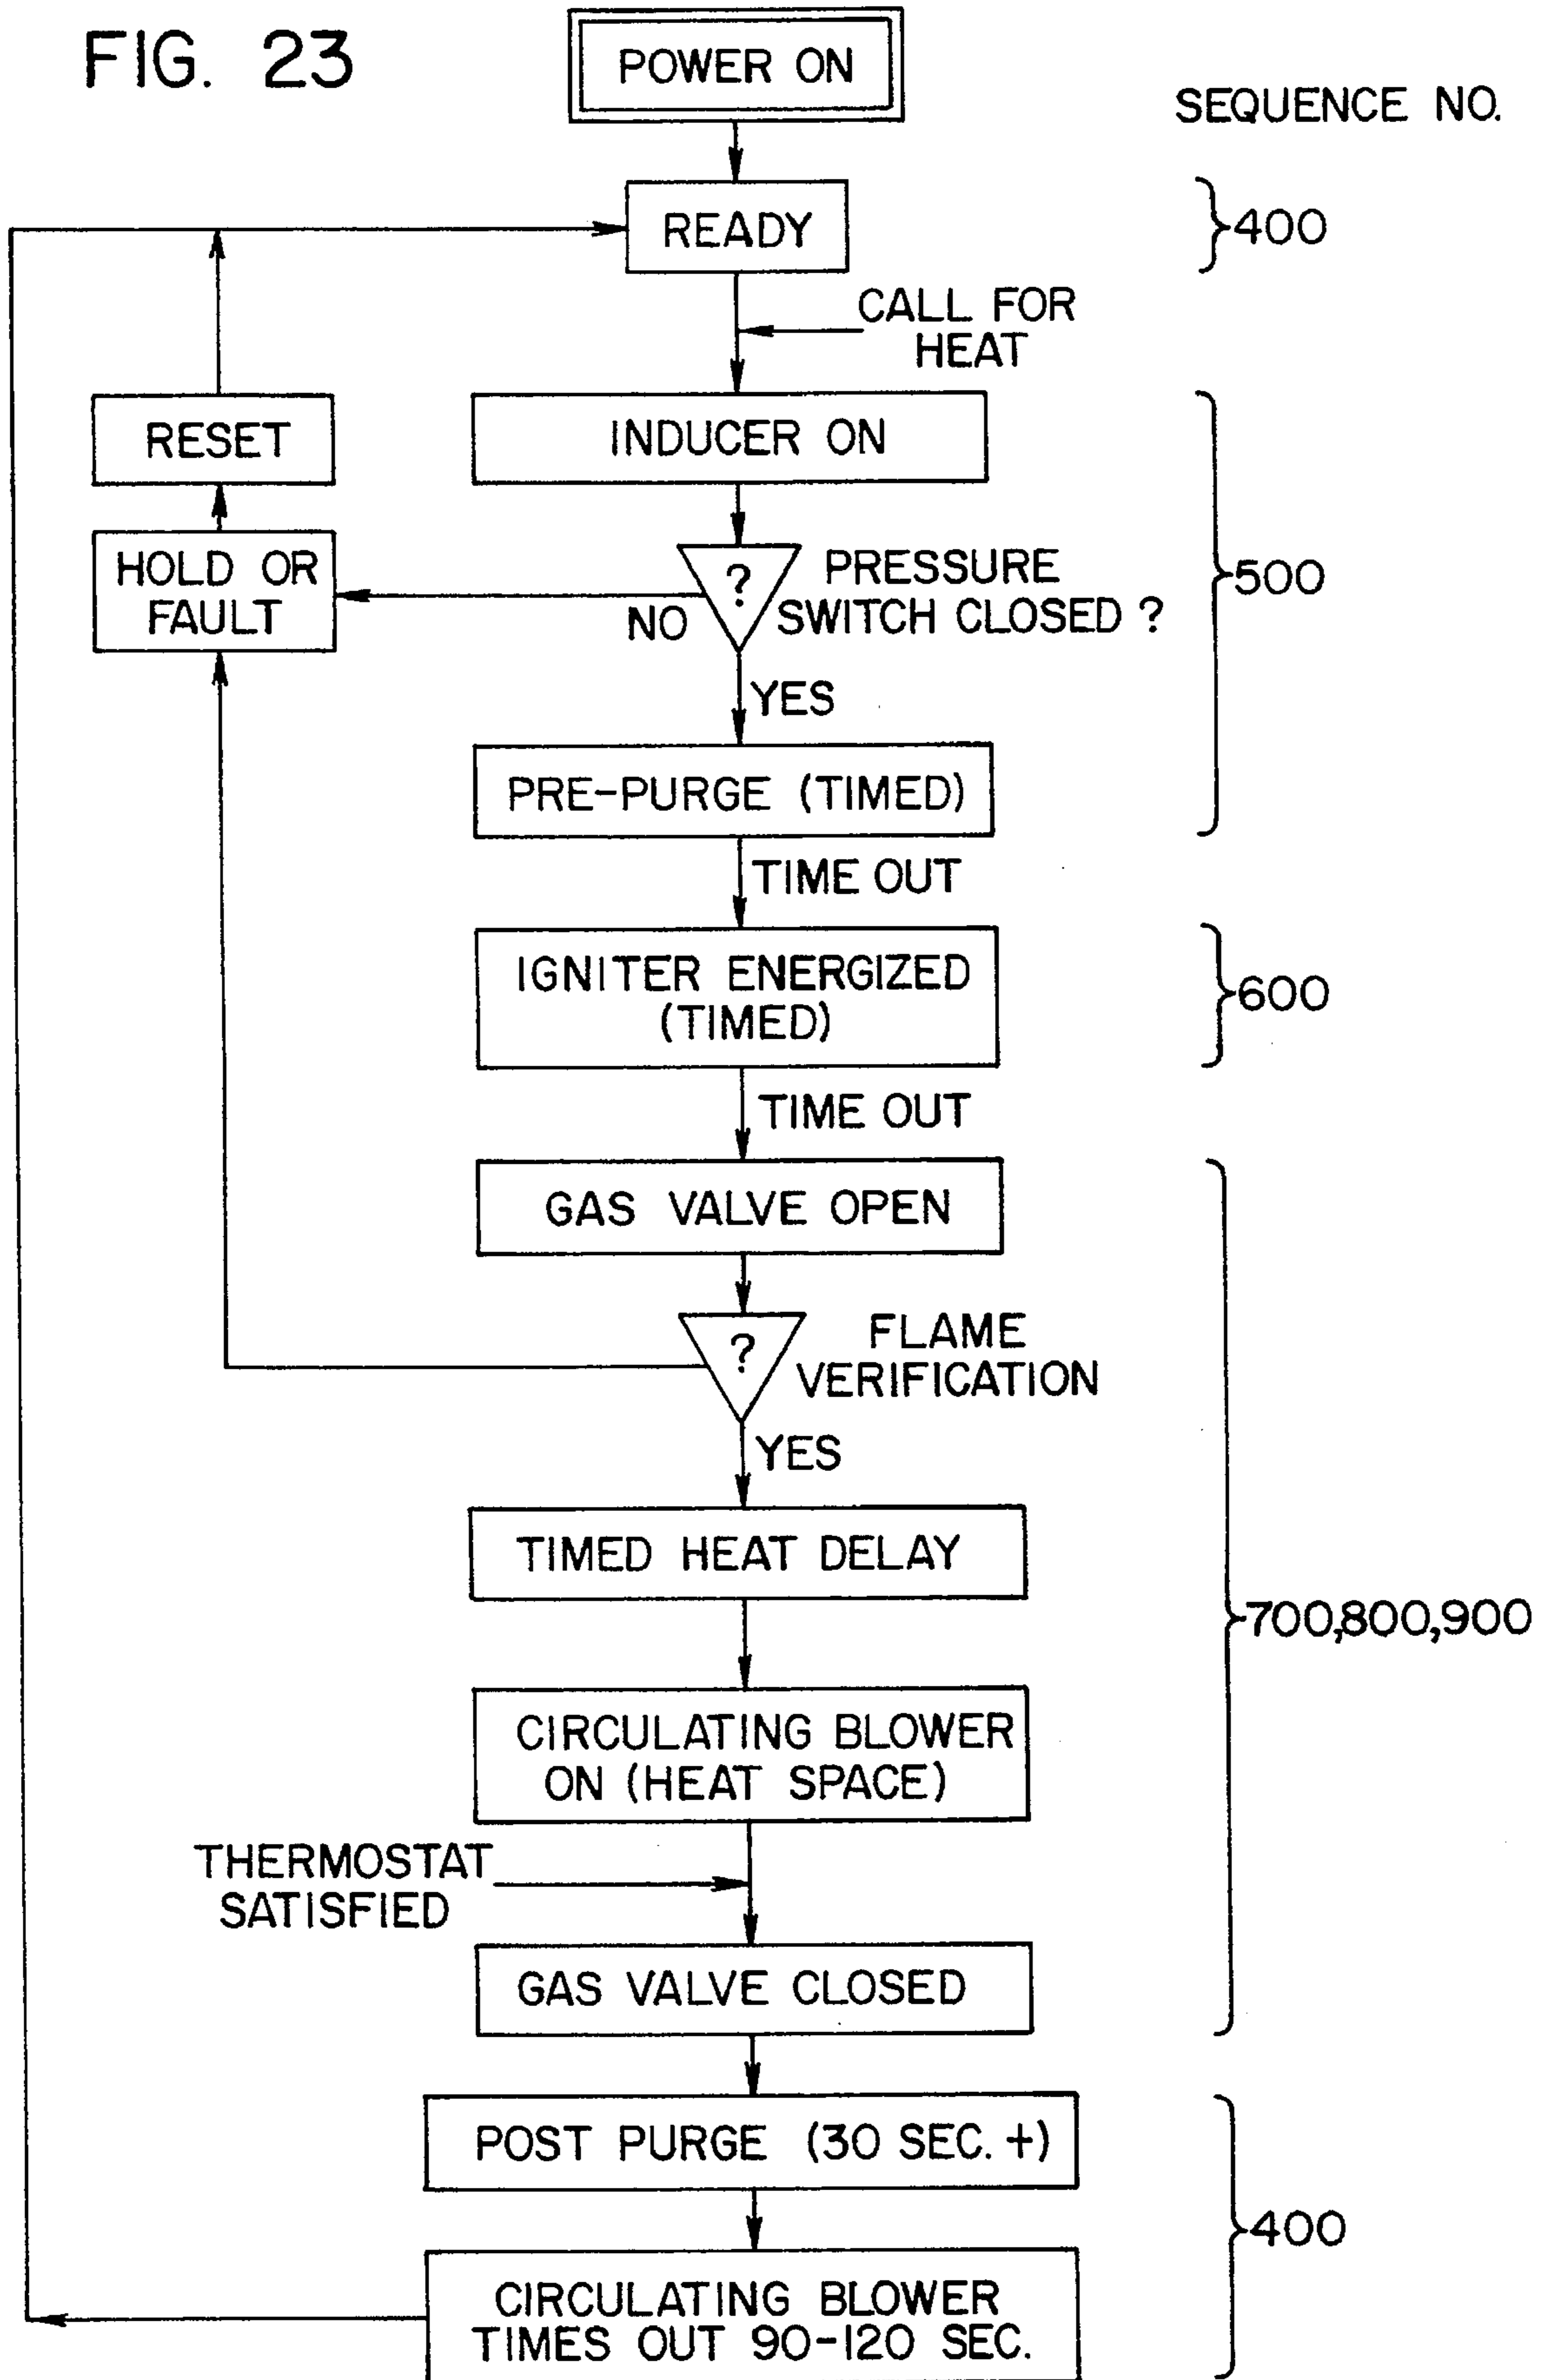 FIG. 23
POWER ON
SEQUENCE NO.
READY
400
CALL FOR
HEAT
RESET
INDUCER ON
HOLD OR
FAULT
?
PRESSURE
SWITCH CLOSED ?
NO
500
YES
PRE-PURGE (TIMED)
TIME OUT
IGNITER ENERGIZED
(TIMED)
600
TIME OUT
GAS VALVE OPEN
?
FLAME
VERIFICATION
YES
TIMED HEAT DELAY
700,800,900
CIRCULATING BLOWER
ON (HEAT SPACE)
THERMOSTAT
SATISFIED
GAS VALVE CLOSED
POST PURGE (30 SEC. +)
400
CIRCULATING BLOWER
TIMES OUT 90-120 SEC.